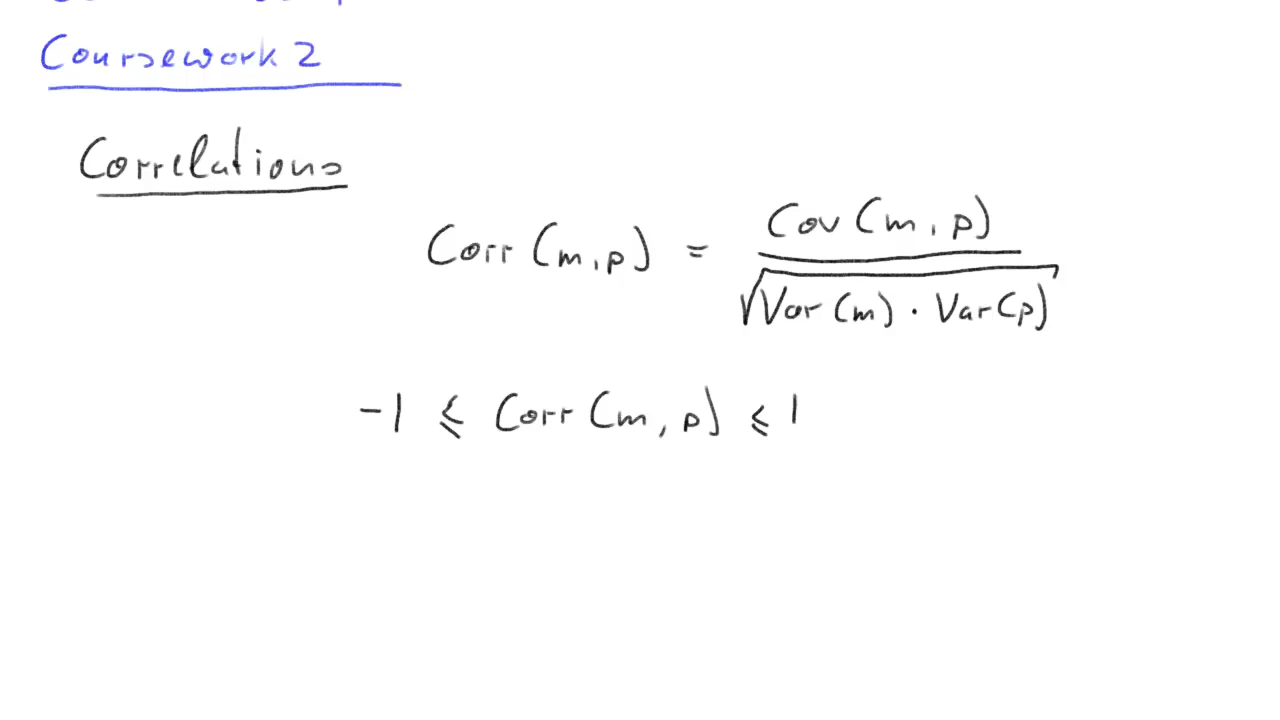 Coursework 2
Correlations
Corr (m, p) = Cov (m, p) / √Var (m) · Var (p)
-1 ≤ Corr (m, p) ≤ 1